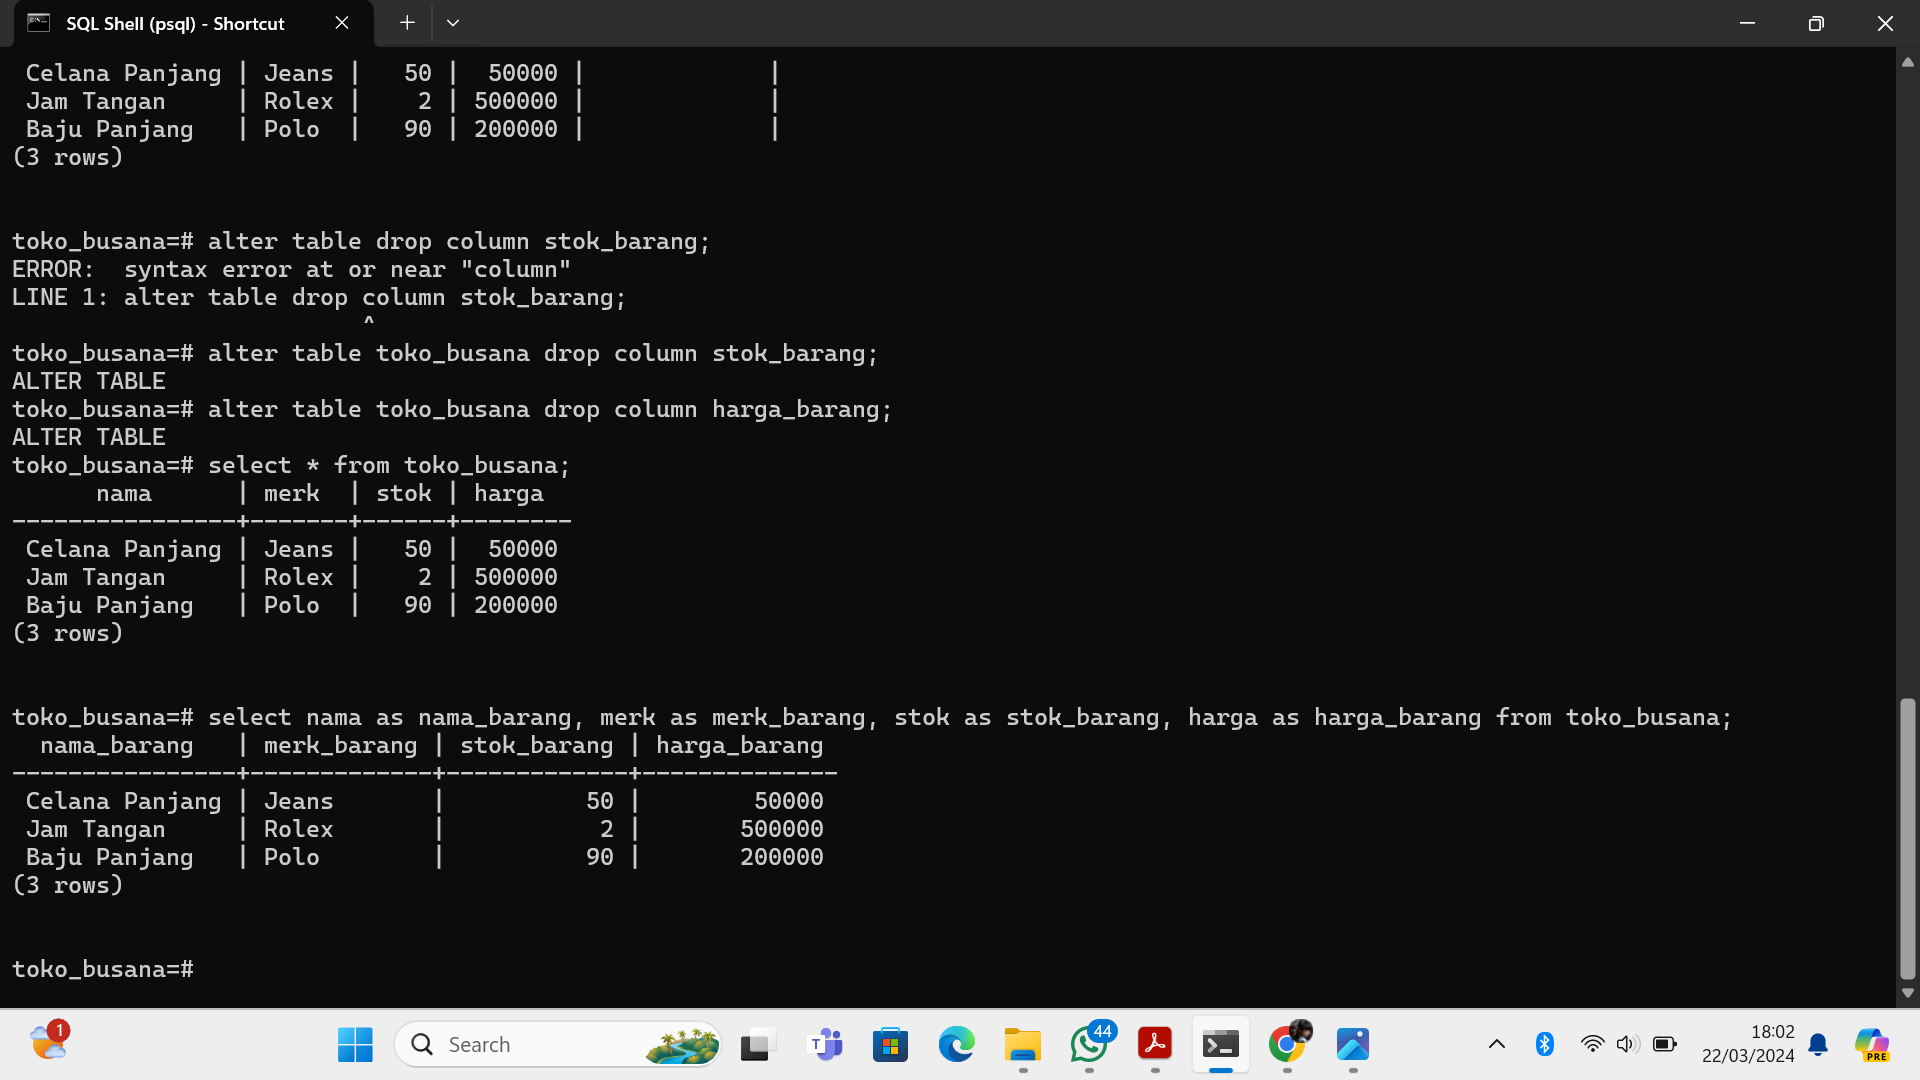 SQL Shell (psql) - Shortcut
Celana Panjang | Jeans |   50 |  50000 |             |
Jam Tangan     | Rolex |    2 | 500000 |             |
Baju Panjang   | Polo  |   90 | 200000 |             |
(3 rows)
toko_busana=# alter table drop column stok_barang;
ERROR:  syntax error at or near "column"
LINE 1: alter table drop column stok_barang;
^
toko_busana=# alter table toko_busana drop column stok_barang;
ALTER TABLE
toko_busana=# alter table toko_busana drop column harga_barang;
ALTER TABLE
toko_busana=# select * from toko_busana;
nama      | merk  | stok | harga
----------------+-------+------+--------
Celana Panjang | Jeans |   50 |  50000
Jam Tangan     | Rolex |    2 | 500000
Baju Panjang   | Polo  |   90 | 200000
(3 rows)
toko_busana=# select nama as nama_barang, merk as merk_barang, stok as stok_barang, harga as harga_barang from toko_busana;
nama_barang   | merk_barang | stok_barang | harga_barang
----------------+-------------+-------------+--------------
Celana Panjang | Jeans       |          50 |        50000
Jam Tangan     | Rolex       |           2 |       500000
Baju Panjang   | Polo        |          90 |       200000
(3 rows)
toko_busana=#
1
Search
T
44
18:02
22/03/2024
PRE